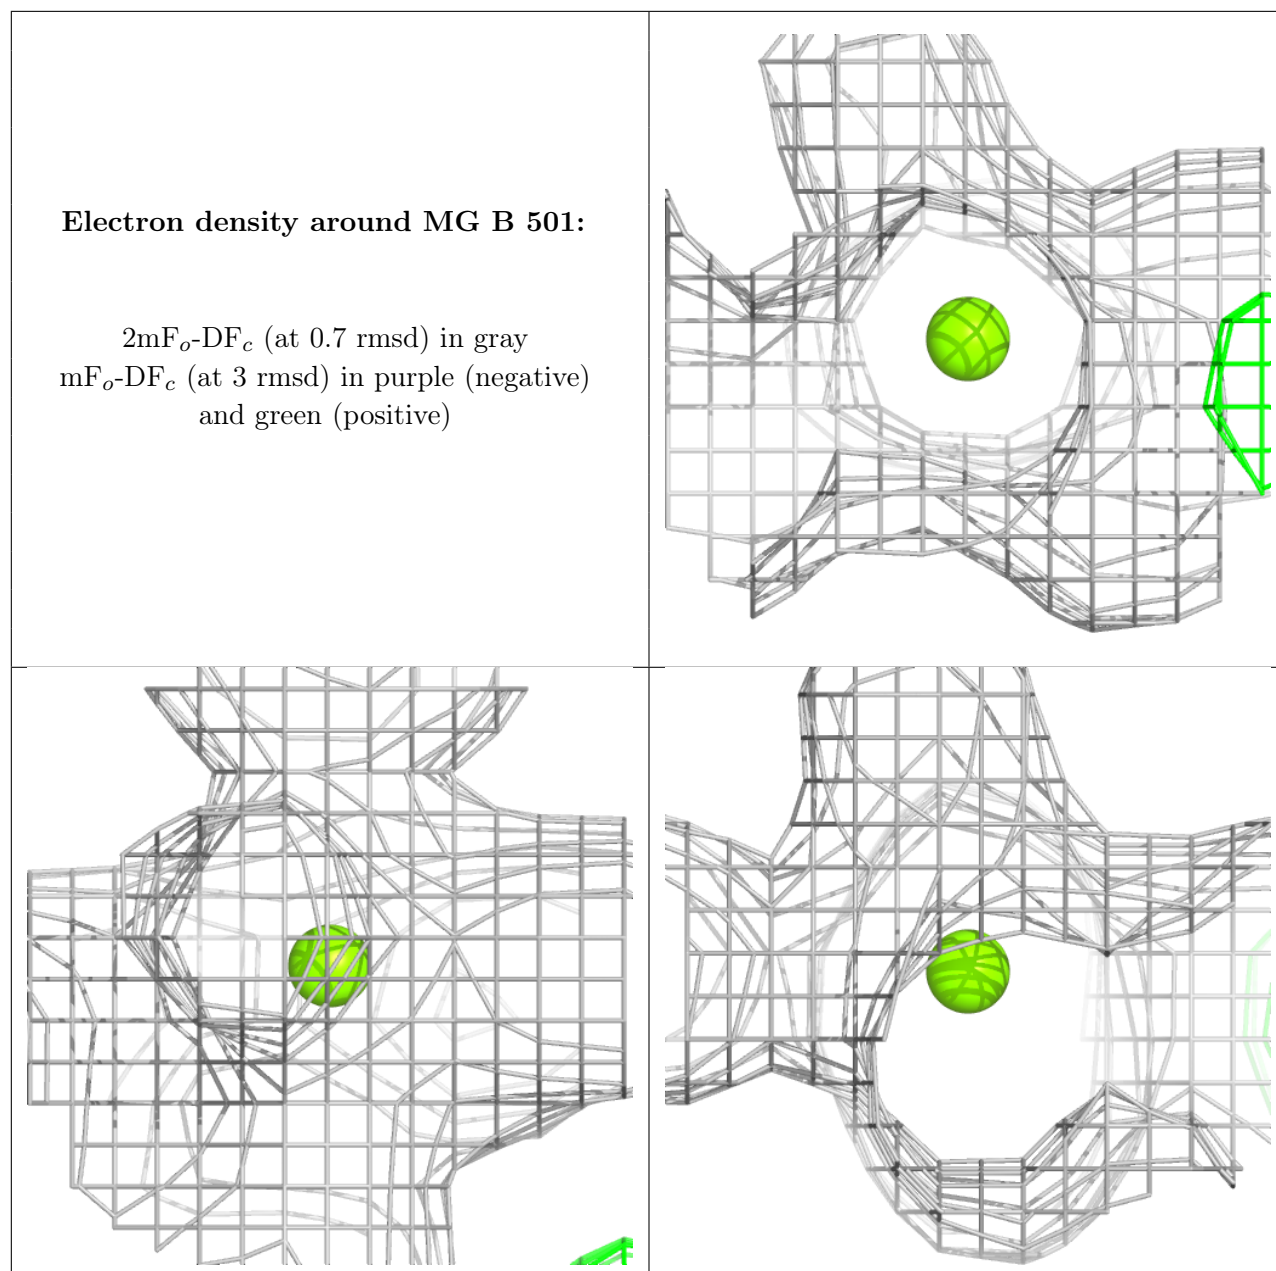 Electron density around MG B 501:
2mFo-DFc (at 0.7 rmsd) in gray
mFo-DFc (at 3 rmsd) in purple (negative)
and green (positive)